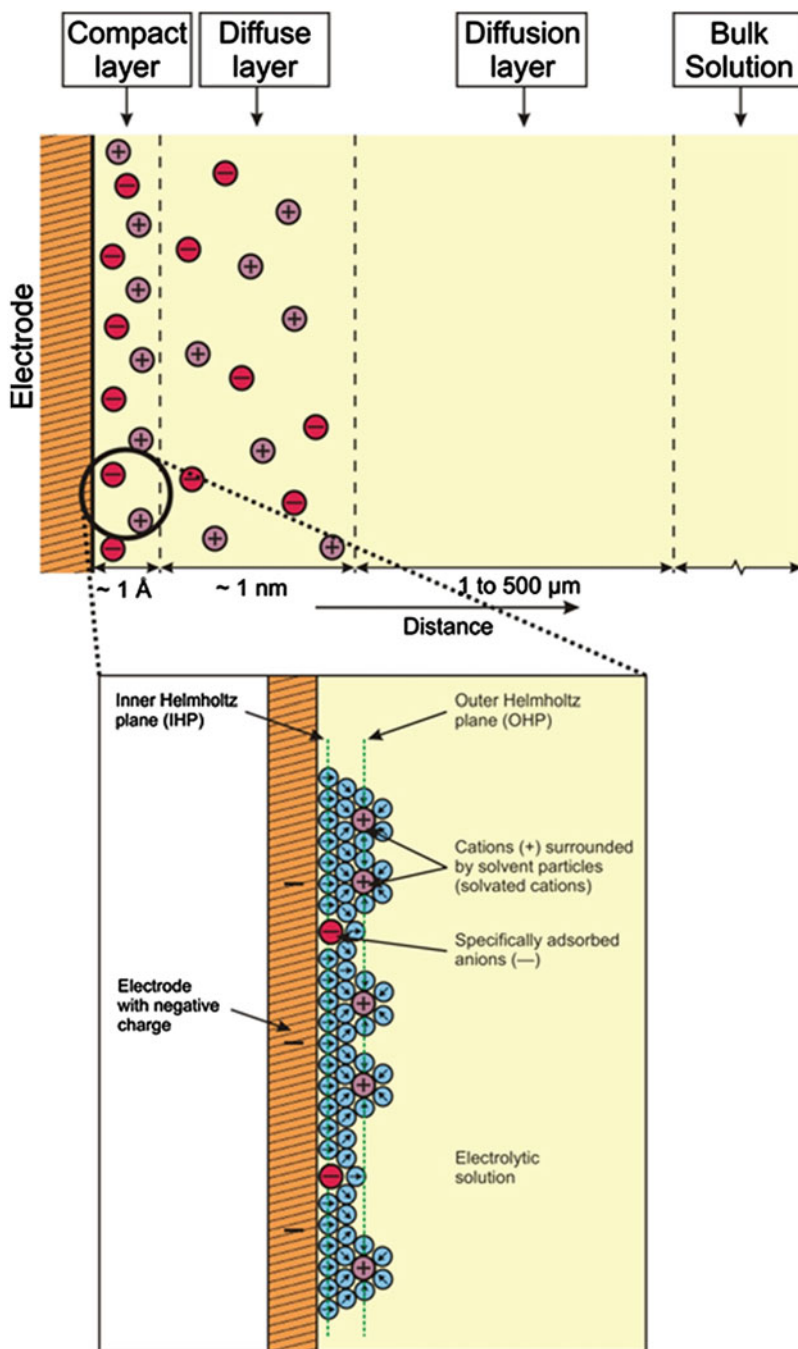 Compact
layer
Diffuse
layer
Diffusion
layer
Bulk
Solution
Electrode
~ 1 Å
~ 1 nm
1 to 500 µm
Distance
Inner Helmholtz
plane (IHP)
Outer Helmholtz
plane (OHP)
Cations (+) surrounded
by solvent particles
(solvated cations)
Specifically adsorbed
anions (—)
Electrode
with negative
charge
Electrolytic
solution